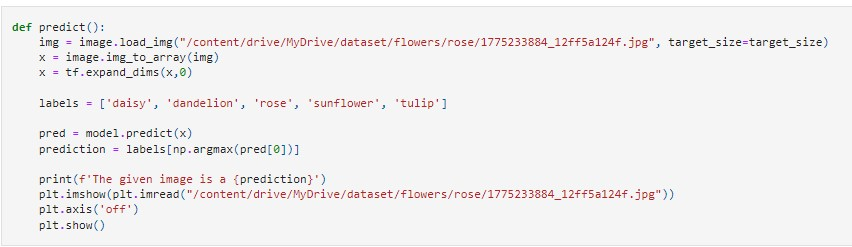 def predict():
    img = image.load_img("/content/drive/MyDrive/dataset/flowers/rose/1775233884_12ff5a124f.jpg", target_size=target_size)
    x = image.img_to_array(img)
    x = tf.expand_dims(x,0)

    labels = ['daisy', 'dandelion', 'rose', 'sunflower', 'tulip']

    pred = model.predict(x)
    prediction = labels[np.argmax(pred[0])]

    print(f'The given image is a {prediction}')
    plt.imshow(plt.imread("/content/drive/MyDrive/dataset/flowers/rose/1775233884_12ff5a124f.jpg"))
    plt.axis('off')
    plt.show()